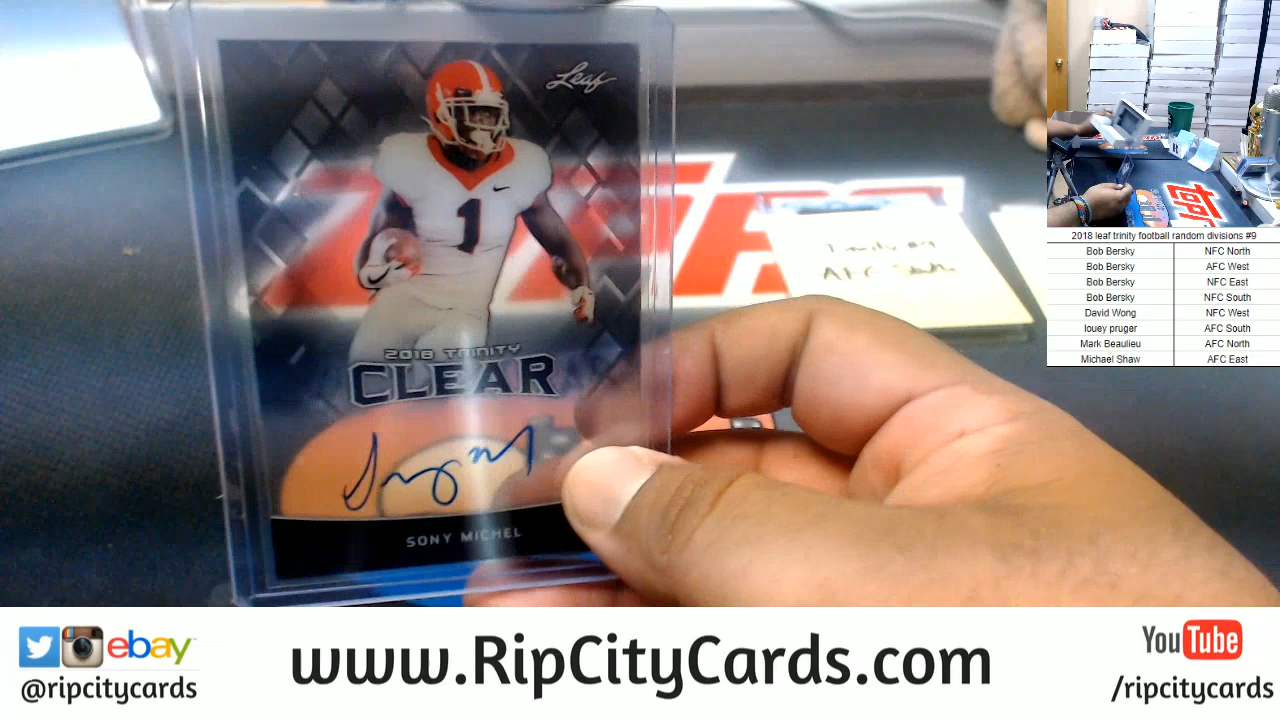 Leaf
1
2018 TRINITY
CLEAR
SONY MICHEL
AFC South
2018 leaf trinity football random divisions #9
Bob Bersky NFC North
Bob Bersky AFC West
Bob Bersky NFC East
Bob Bersky NFC South
David Wong NFC West
louey pruger AFC South
Mark Beaulieu AFC North
Michael Shaw AFC East
ebay
@ripcitycards
www.RipCityCards.com
YouTube
/ripcitycards